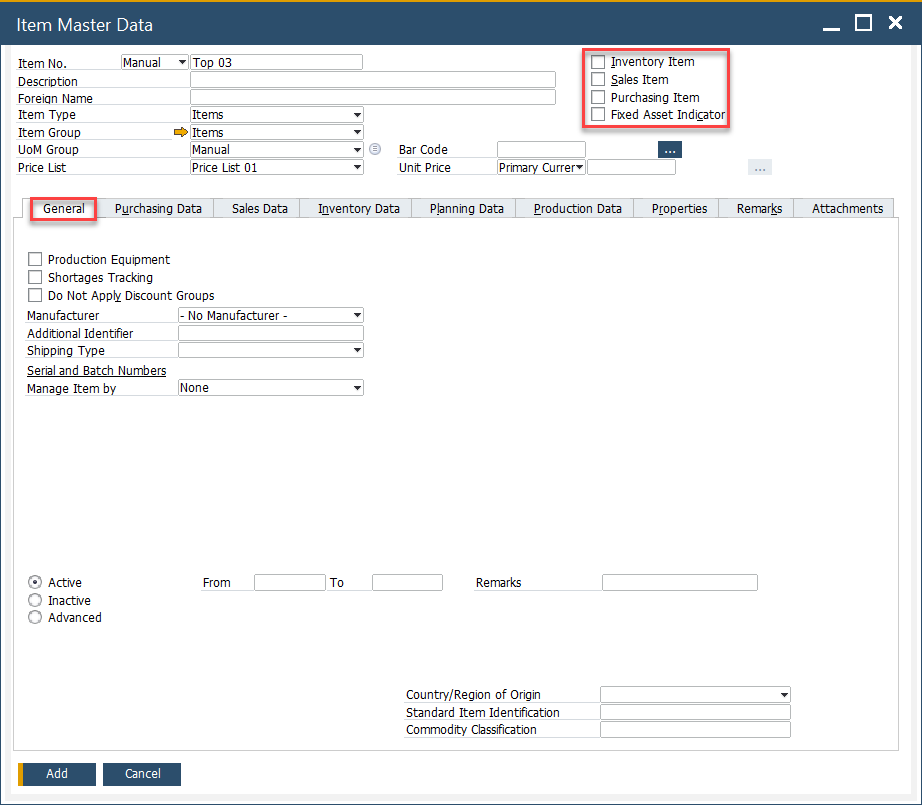 Item Master Data
Item No. Manual Top 03
Description
Foreign Name
Item Type Items
Item Group Items
UoM Group Manual
Price List Price List 01
Inventory Item
Sales Item
Purchasing Item
Fixed Asset Indicator
Bar Code ...
Unit Price Primary Curren ...
General Purchasing Data Sales Data Inventory Data Planning Data Production Data Properties Remarks Attachments
Production Equipment
Shortages Tracking
Do Not Apply Discount Groups
Manufacturer - No Manufacturer -
Additional Identifier
Shipping Type
Serial and Batch Numbers
Manage Item by None
Active From To Remarks
Inactive
Advanced
Country/Region of Origin
Standard Item Identification
Commodity Classification
Add Cancel